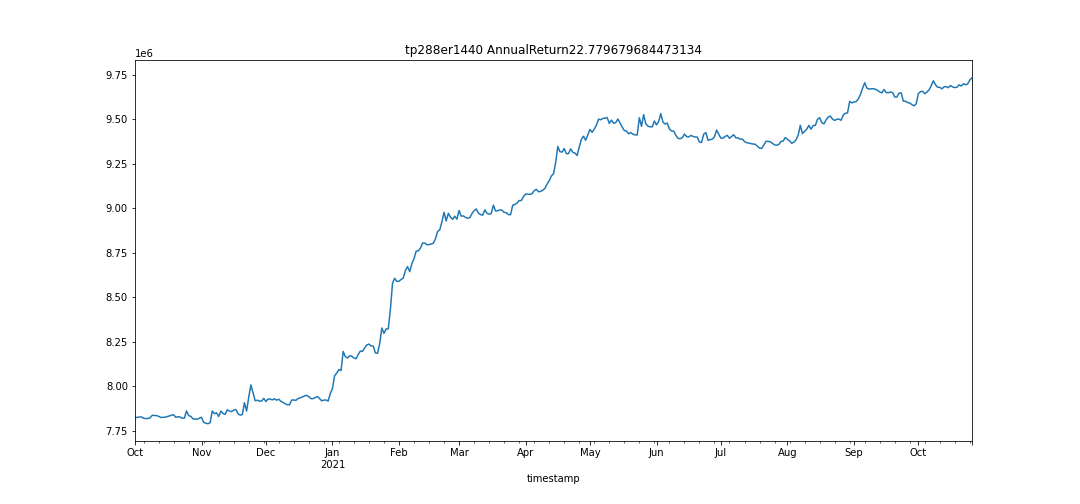 tp288er1440 AnnualReturn22.779679684473134
1e6
9.75
9.50
9.25
9.00
8.75
8.50
8.25
8.00
7.75
Oct Nov Dec Jan Feb Mar Apr May Jun Jul Aug Sep Oct
2021
timestamp